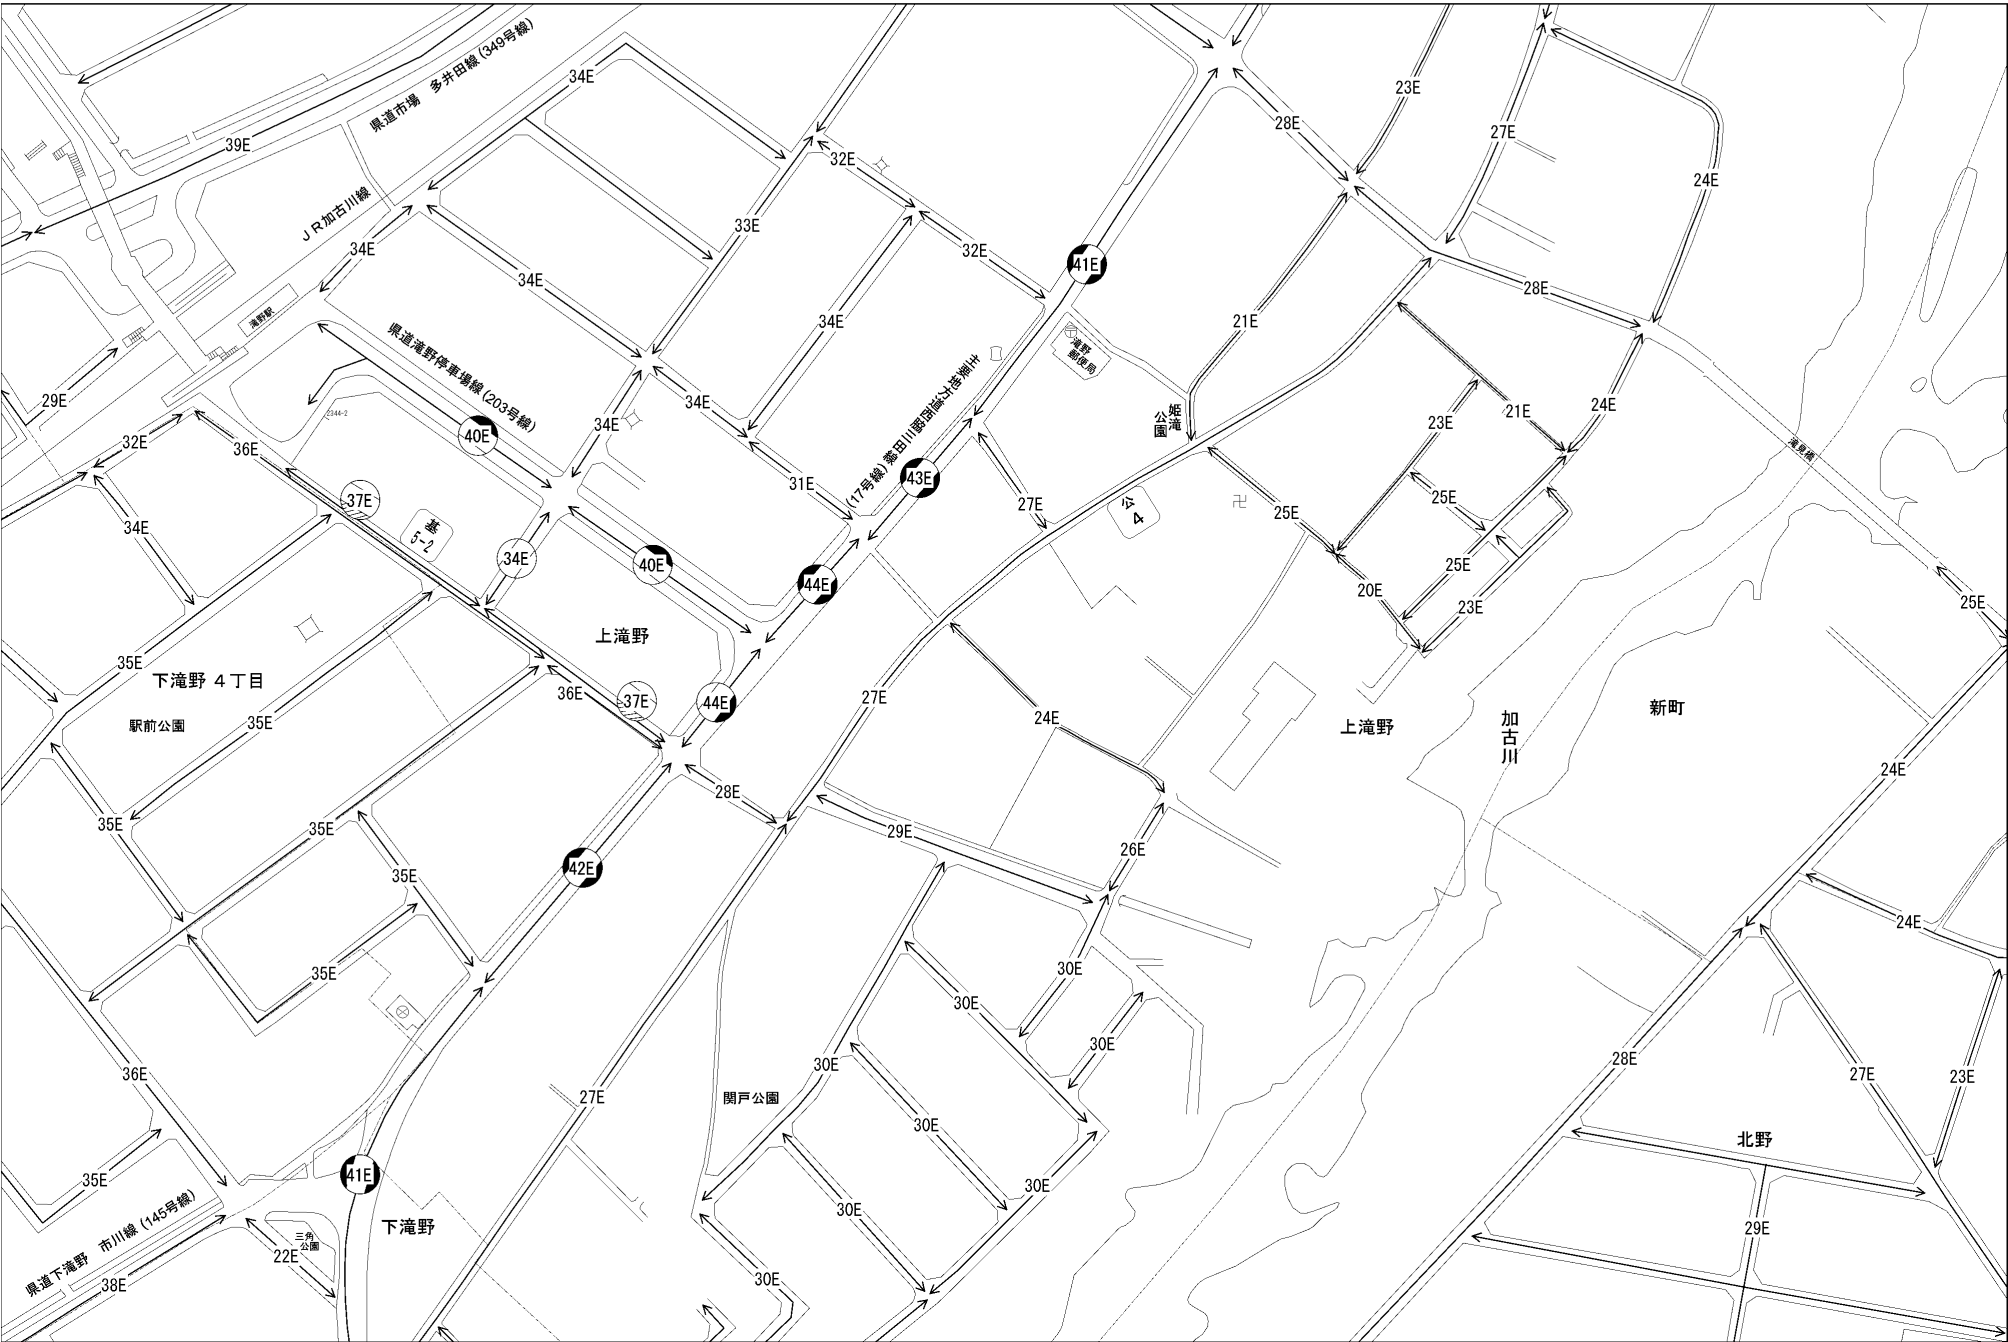 県道市場　多井田線(349号線)
34E
23E
28E
27E
39E
32E
24E
ＪＲ加古川線
34E
33E
32E
41E
34E
28E
滝野駅
34E
21E
県道滝野停車場線(203号線)
滝野
郵便局
主要地方道西脇三田線(17号線)
29E
2344-2
34E
34E
姫滝
公園
23E
21E
24E
40E
32E
36E
滝見橋
31E
43E
37E
27E
公
4
25E
25E
34E
基
5-2
34E
40E
44E
25E
20E
23E
25E
上滝野
35E
下滝野 4丁目
36E
37E
44E
27E
24E
新町
駅前公園
35E
上滝野
加古川
24E
28E
35E
35E
29E
26E
35E
42E
24E
35E
30E
30E
30E
28E
36E
30E
27E
23E
27E
関戸公園
30E
北野
41E
35E
30E
30E
県道下滝野　市川線(145号線)
下滝野
29E
三角
公園
22E
38E
30E